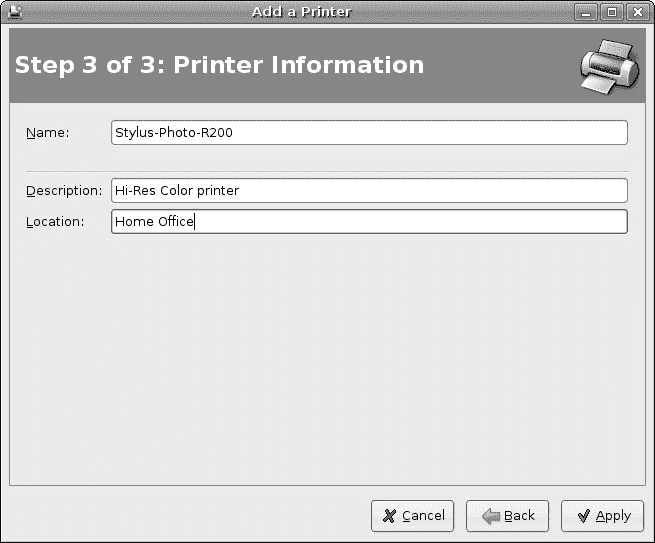 Add a Printer
Step 3 of 3: Printer Information
Name: Stylus-Photo-R200
Description: Hi-Res Color printer
Location: Home Office
Cancel Back Apply